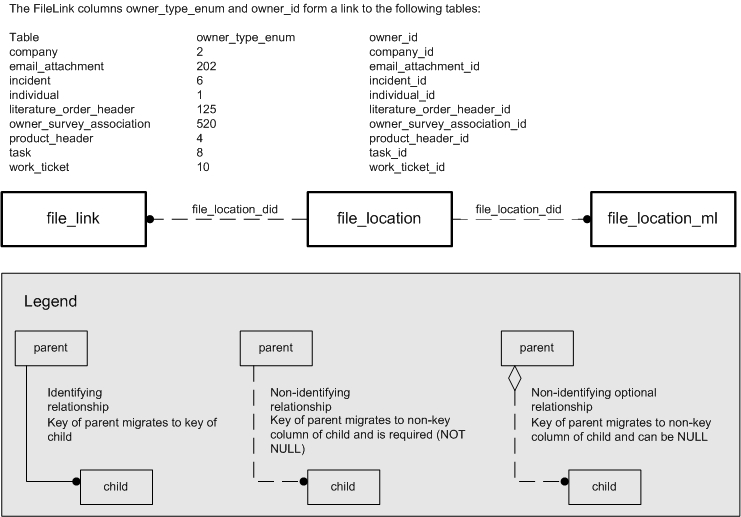 The FileLink columns owner_type_enum and owner_id form a link to the following tables:
Table owner_type_enum owner_id
company 2 company_id
email_attachment 202 email_attachment_id
incident 6 incident_id
individual 1 individual_id
literature_order_header 125 literature_order_header_id
owner_survey_association 520 owner_survey_association_id
product_header 4 product_header_id
task 8 task_id
work_ticket 10 work_ticket_id
file_link file_location_did file_location file_location_did file_location_ml
Legend
parent
Identifying
relationship
Key of parent migrates to key of
child
child
parent
Non-identifying
relationship
Key of parent migrates to non-key
column of child and is required (NOT
NULL)
child
parent
Non-identifying optional
relationship
Key of parent migrates to non-key
column of child and can be NULL
child